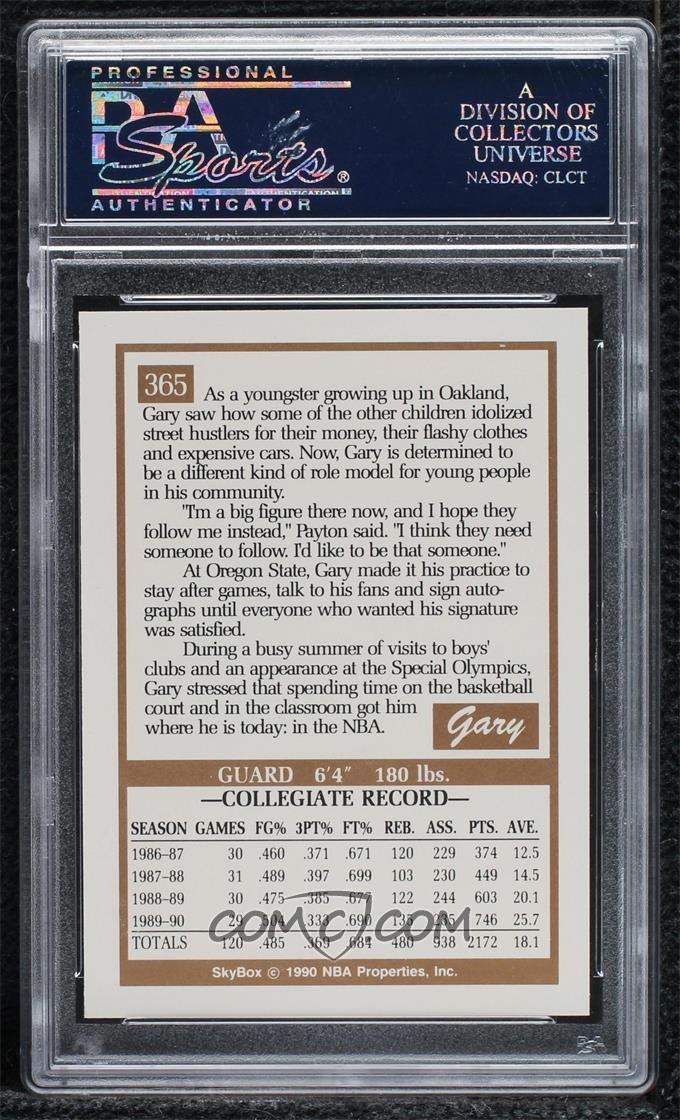 PROFESSIONAL
PSA
Sports®
AUTHENTICATOR
A
DIVISION OF
COLLECTORS
UNIVERSE
NASDAQ: CLCT
365
As a youngster growing up in Oakland,
Gary saw how some of the other children idolized
street hustlers for their money, their flashy clothes
and expensive cars. Now, Gary is determined to
be a different kind of role model for young people
in his community.
"I'm a big figure there now, and I hope they
follow me instead," Payton said. "I think they need
someone to follow. I'd like to be that someone."
At Oregon State, Gary made it his practice to
stay after games, talk to his fans and sign auto-
graphs until everyone who wanted his signature
was satisfied.
During a busy summer of visits to boys'
clubs and an appearance at the Special Olympics,
Gary stressed that spending time on the basketball
court and in the classroom got him
where he is today: in the NBA.
Gary
GUARD 6'4" 180 lbs.
—COLLEGIATE RECORD—
SEASON GAMES FG% 3PT% FT% REB. ASS. PTS. AVE.
1986–87 30 .460 .371 .671 120 229 374 12.5
1987–88 31 .489 .397 .699 103 230 449 14.5
1988–89 30 .475 .385 .677 122 244 603 20.1
1989–90 29 .504 .333 .690 135 235 746 25.7
TOTALS 120 .485 .369 .684 480 938 2172 18.1
COMC.COM
SkyBox © 1990 NBA Properties, Inc.
PSA